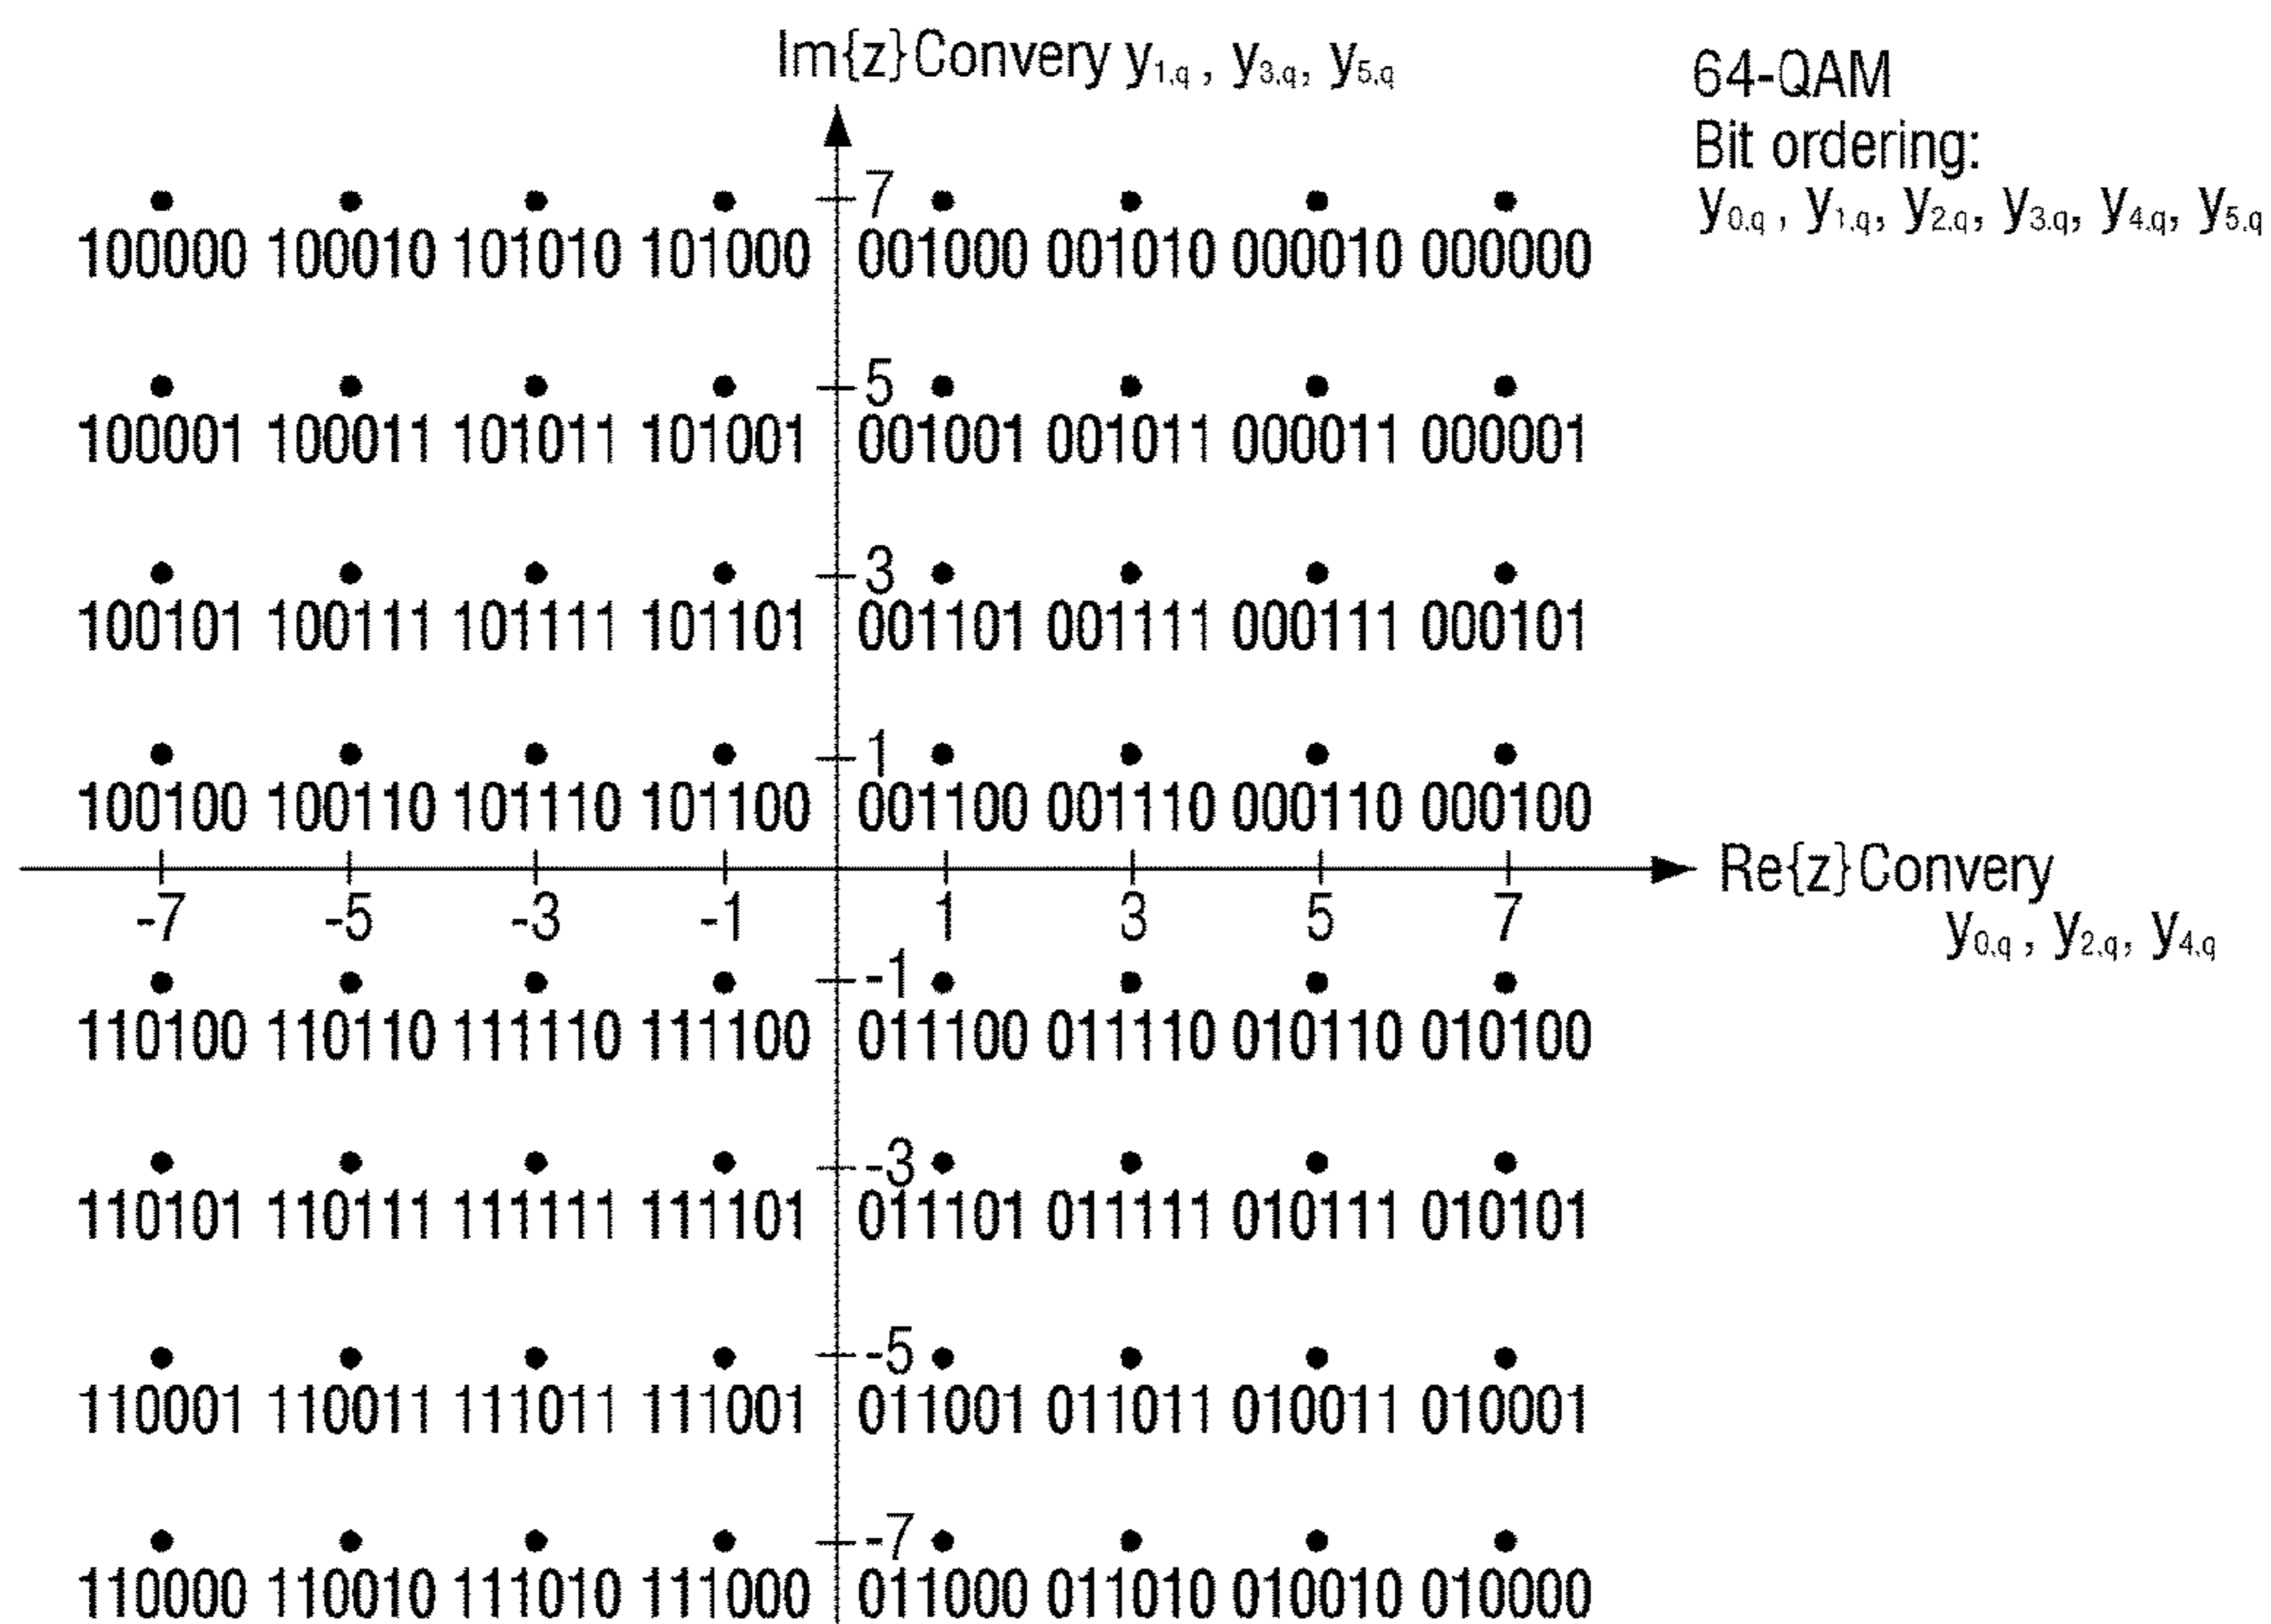 Im{z} Convery y1,q , y3,q, y5,q
64-QAM
Bit ordering:
y0,q , y1,q, y2,q, y3,q, y4,q, y5,q
7
100000 100010 101010 101000 001000 001010 000010 000000
5
100001 100011 101011 101001 001001 001011 000011 000001
3
100101 100111 101111 101101 001101 001111 000111 000101
1
100100 100110 101110 101100 001100 001110 000110 000100
Re{z} Convery
y0,q , y2,q, y4,q
-7 -5 -3 -1 1 3 5 7
-1
110100 110110 111110 111100 011100 011110 010110 010100
-3
110101 110111 111111 111101 011101 011111 010111 010101
-5
110001 110011 111011 111001 011001 011011 010011 010001
-7
110000 110010 111010 111000 011000 011010 010010 010000